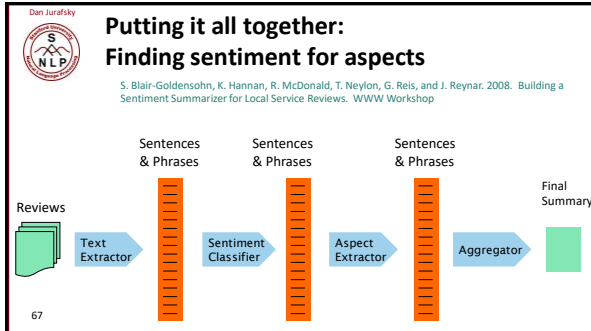 Dan Jurafsky
Stanford University
S
NLP
Natural Language Processing
Putting it all together:
Finding sentiment for aspects
S. Blair-Goldensohn, K. Hannan, R. McDonald, T. Neylon, G. Reis, and J. Reynar. 2008. Building a
Sentiment Summarizer for Local Service Reviews. WWW Workshop
Sentences
& Phrases
Sentences
& Phrases
Sentences
& Phrases
Reviews
Text
Extractor
Sentiment
Classifier
Aspect
Extractor
Aggregator
Final
Summary
67